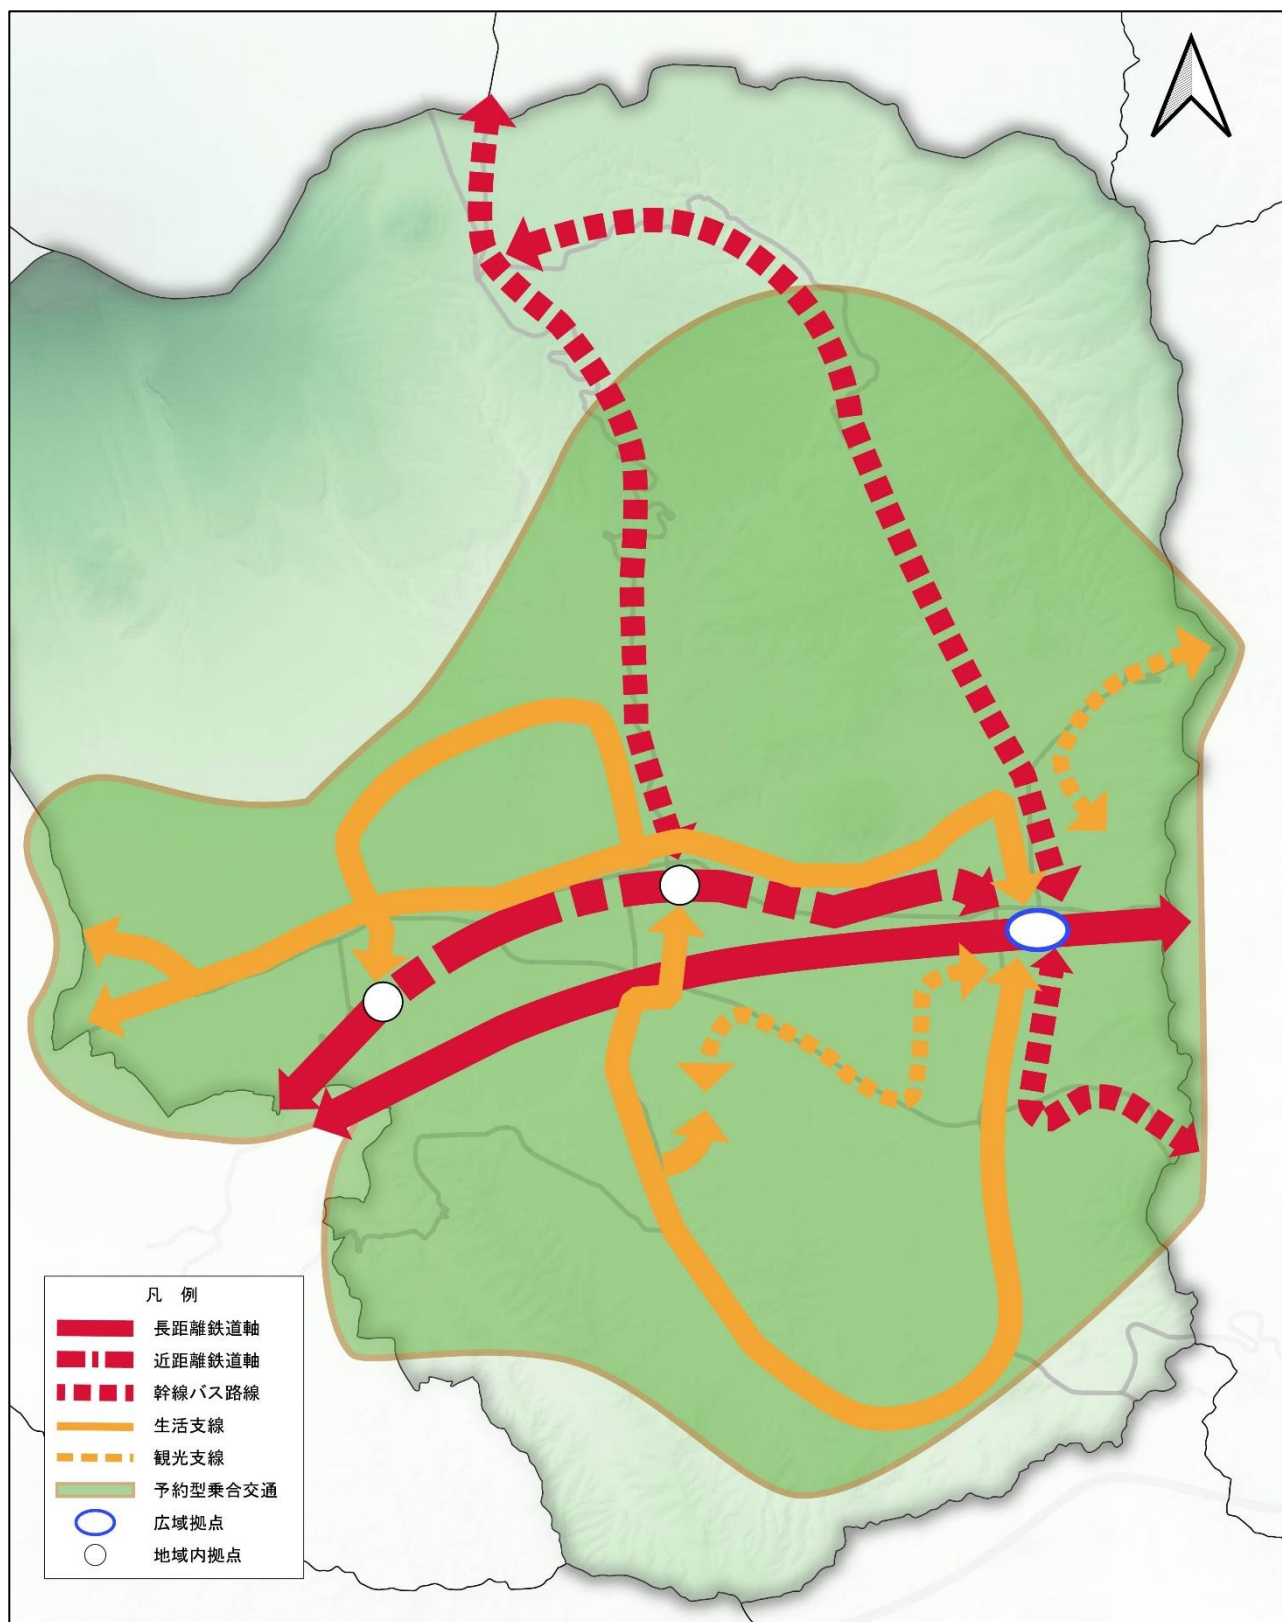 凡 例
長距離鉄道軸
近距離鉄道軸
幹線バス路線
生活支線
観光支線
予約型乗合交通
広域拠点
地域内拠点